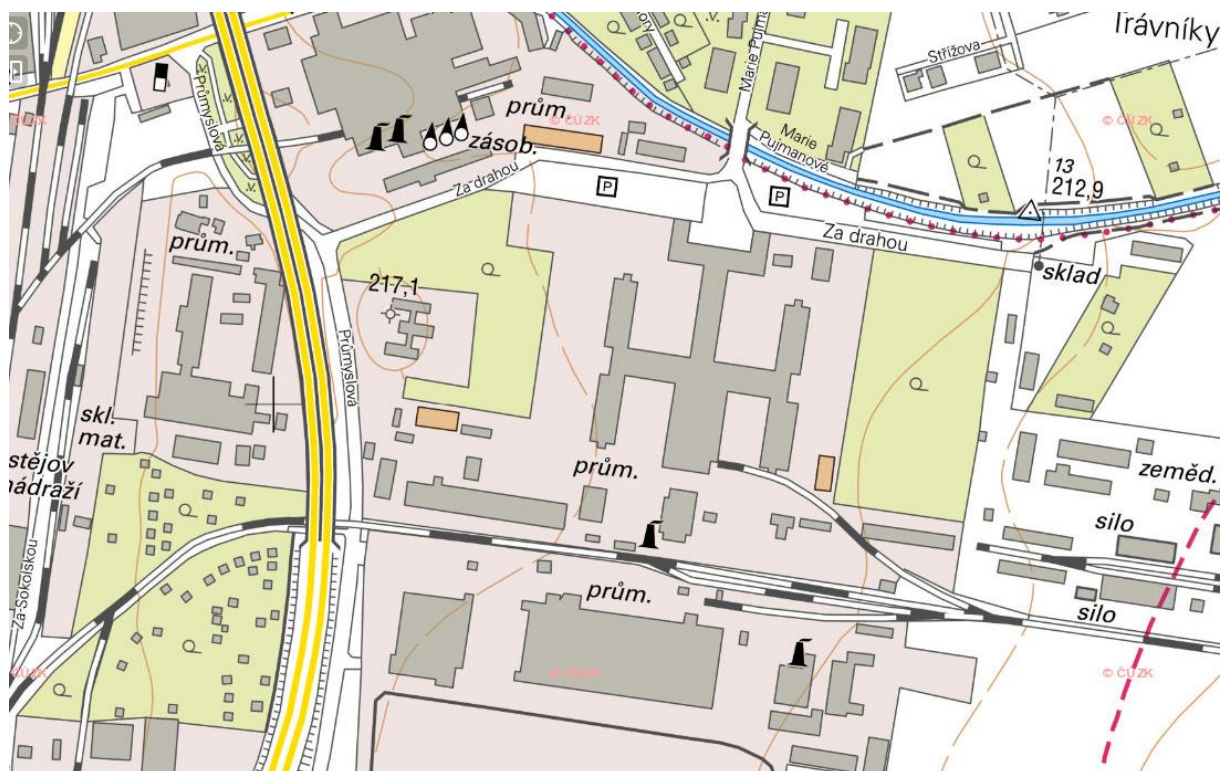 Marie Pujma
Střížova
Trávníky
Průmyslová
© ČÚZK
prům.
© ČÚZK
© ČÚZK
zásob.
Marie
Pujmanové
13
212,9
Za drahou
P
P
Za drahou
prům.
sklad
217,1
Průmyslová
skl.
mat.
stějov
nádraží
prům.
zeměd.
silo
prům.
silo
Za Sokolskou
© ČÚZK
© ČÚZK
© ČÚZK